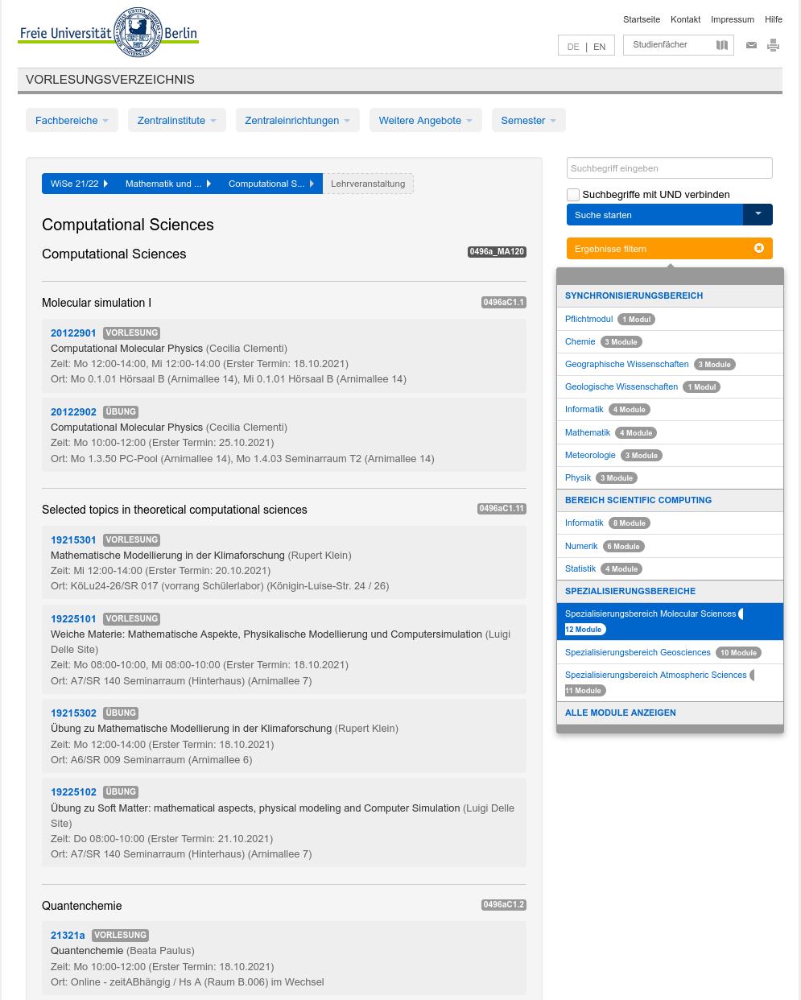 Freie Universität Berlin
Startseite Kontakt Impressum Hilfe
DE | EN Studienfächer
VORLESUNGSVERZEICHNIS
Fachbereiche Zentralinstitute Zentraleinrichtungen Weitere Angebote Semester
WiSe 21/22 Mathematik und ... Computational S... Lehrveranstaltung
Computational Sciences
Computational Sciences 0496a_MA120
Molecular simulation I 0496aC1.1
20122901 VORLESUNG
Computational Molecular Physics (Cecilia Clementi)
Zeit: Mo 12:00-14:00, Mi 12:00-14:00 (Erster Termin: 18.10.2021)
Ort: Mo 0.1.01 Hörsaal B (Arnimallee 14), Mi 0.1.01 Hörsaal B (Arnimallee 14)
20122902 ÜBUNG
Computational Molecular Physics (Cecilia Clementi)
Zeit: Mo 10:00-12:00 (Erster Termin: 25.10.2021)
Ort: Mo 1.3.50 PC-Pool (Arnimallee 14), Mo 1.4.03 Seminarraum T2 (Arnimallee 14)
Selected topics in theoretical computational sciences 0496aC1.11
19215301 VORLESUNG
Mathematische Modellierung in der Klimaforschung (Rupert Klein)
Zeit: Mi 12:00-14:00 (Erster Termin: 20.10.2021)
Ort: KöLu24-26/SR 017 (vorrang Schülerlabor) (Königin-Luise-Str. 24 / 26)
19225101 VORLESUNG
Weiche Materie: Mathematische Aspekte, Physikalische Modellierung und Computersimulation (Luigi
Delle Site)
Zeit: Mo 08:00-10:00, Mi 08:00-10:00 (Erster Termin: 18.10.2021)
Ort: A7/SR 140 Seminarraum (Hinterhaus) (Arnimallee 7)
19215302 ÜBUNG
Übung zu Mathematische Modellierung in der Klimaforschung (Rupert Klein)
Zeit: Mo 12:00-14:00 (Erster Termin: 18.10.2021)
Ort: A6/SR 009 Seminarraum (Arnimallee 6)
19225102 ÜBUNG
Übung zu Soft Matter: mathematical aspects, physical modeling and Computer Simulation (Luigi Delle
Site)
Zeit: Do 08:00-10:00 (Erster Termin: 21.10.2021)
Ort: A7/SR 140 Seminarraum (Hinterhaus) (Arnimallee 7)
Quantenchemie 0496aC1.2
21321a VORLESUNG
Quantenchemie (Beata Paulus)
Zeit: Mo 10:00-12:00 (Erster Termin: 18.10.2021)
Ort: Online - zeitABhängig / Hs A (Raum B.006) im Wechsel
Suchbegriff eingeben
Suchbegriffe mit UND verbinden
Suche starten
Ergebnisse filtern
SYNCHRONISIERUNGSBEREICH
Pflichtmodul 1 Modul
Chemie 3 Module
Geographische Wissenschaften 3 Module
Geologische Wissenschaften 1 Modul
Informatik 4 Module
Mathematik 4 Module
Meteorologie 3 Module
Physik 3 Module
BEREICH SCIENTIFIC COMPUTING
Informatik 8 Module
Numerik 6 Module
Statistik 4 Module
SPEZIALISIERUNGSBEREICHE
Spezialisierungsbereich Molecular Sciences
12 Module
Spezialisierungsbereich Geosciences 10 Module
Spezialisierungsbereich Atmospheric Sciences
11 Module
ALLE MODULE ANZEIGEN